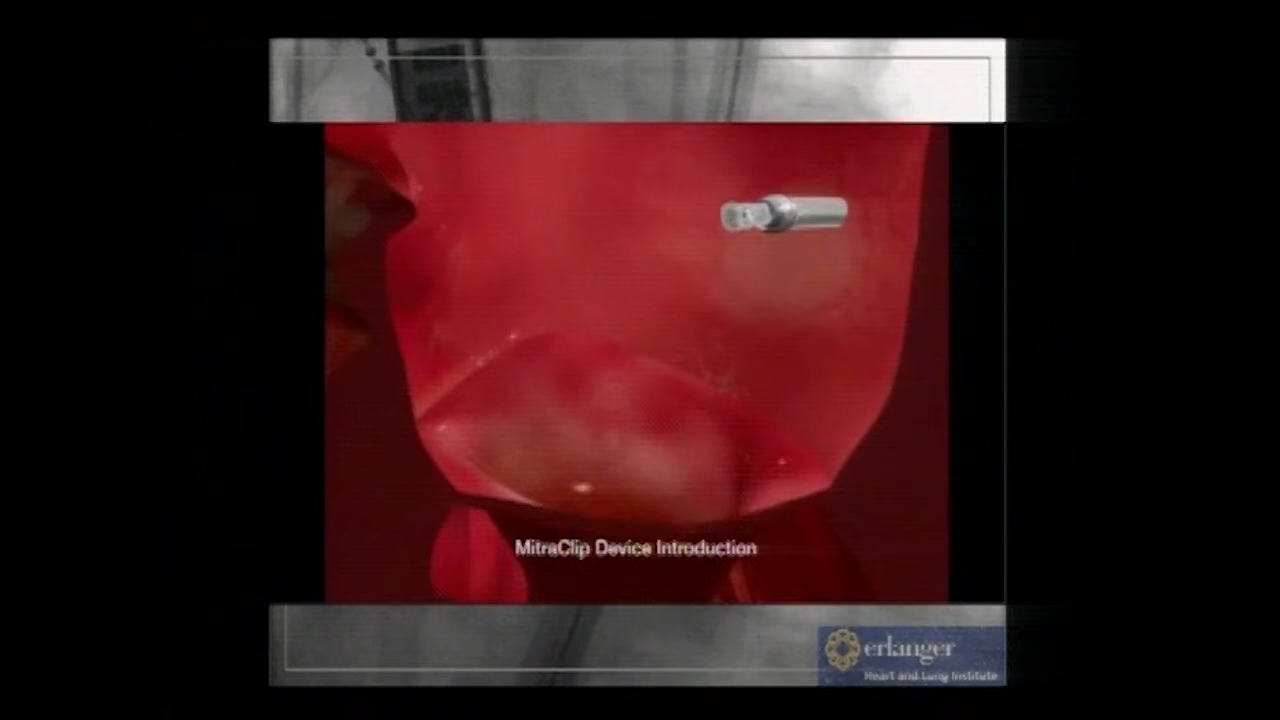 MitraClip Device Introduction
erlanger
Heart and Lung Institute